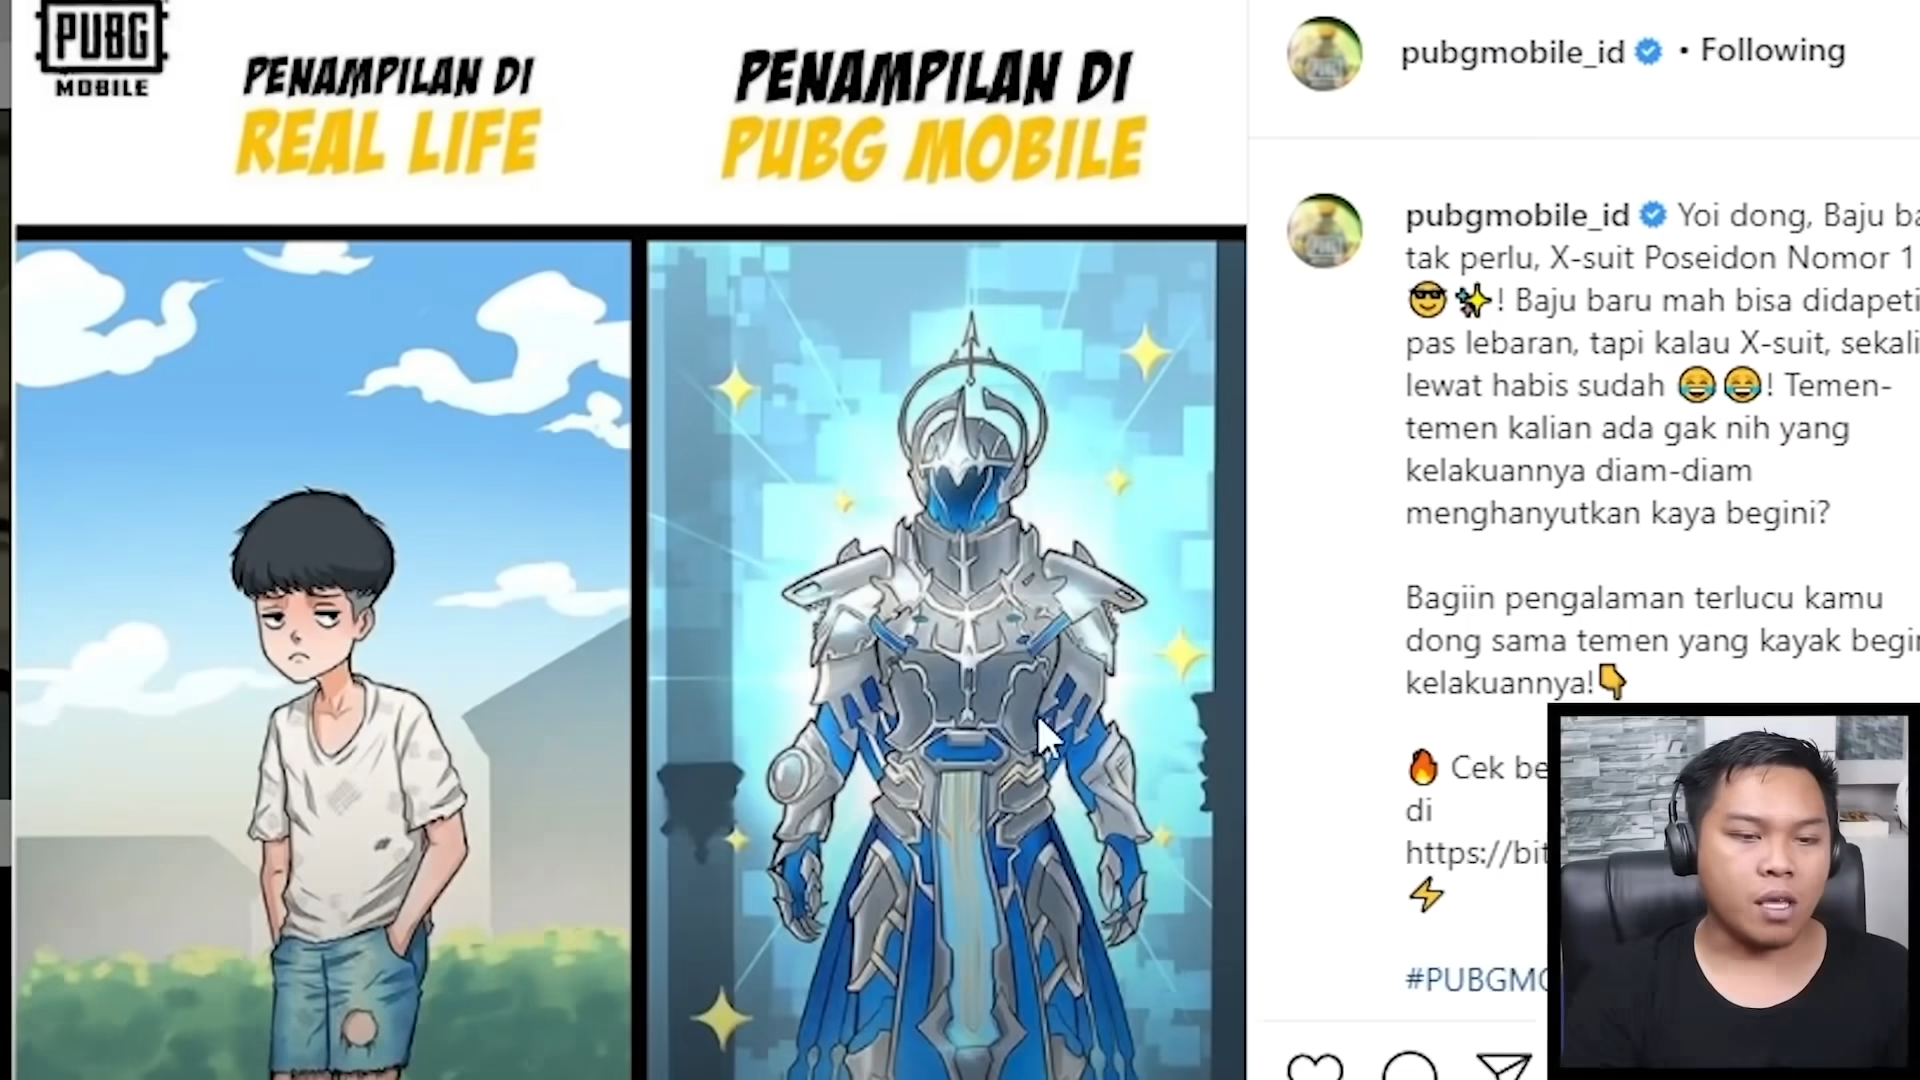 PUBG
MOBILE
PENAMPILAN DI
REAL LIFE
PENAMPILAN DI
PUBG MOBILE
pubgmobile_id • Following
pubgmobile_id Yoi dong, Baju
tak perlu, X-suit Poseidon Nomor 1
😎✨! Baju baru mah bisa
pas lebaran, tapi kalau X-suit, sekali
lewat habis sudah 😂😂! Temen-
temen kalian ada gak nih yang
kelakuannya diam-diam
menghanyutkan kaya begini?
Bagiin pengalaman terlucu kamu
dong sama temen yang kayak
kelakuannya!👇
🔥 Cek
di
https://bit
⚡